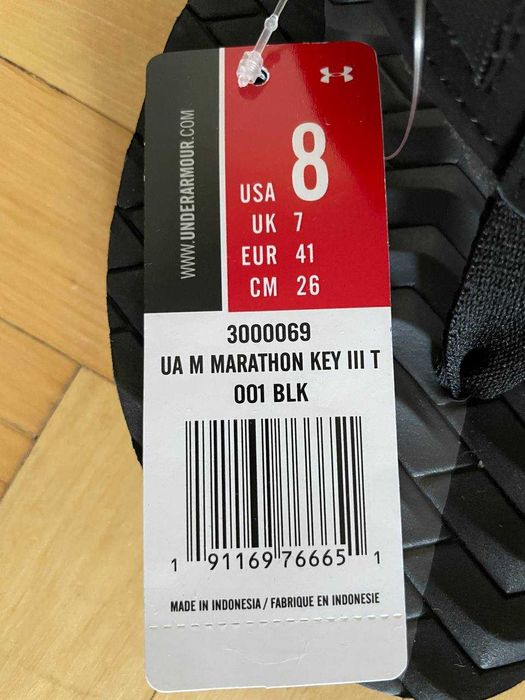 WWW.UNDERARMOUR.COM
USA 8
UK 7
EUR 41
CM 26
3000069
UA M MARATHON KEY III T
001 BLK
1 91169 76665 1
MADE IN INDONESIA / FABRIQUE EN INDONESIE